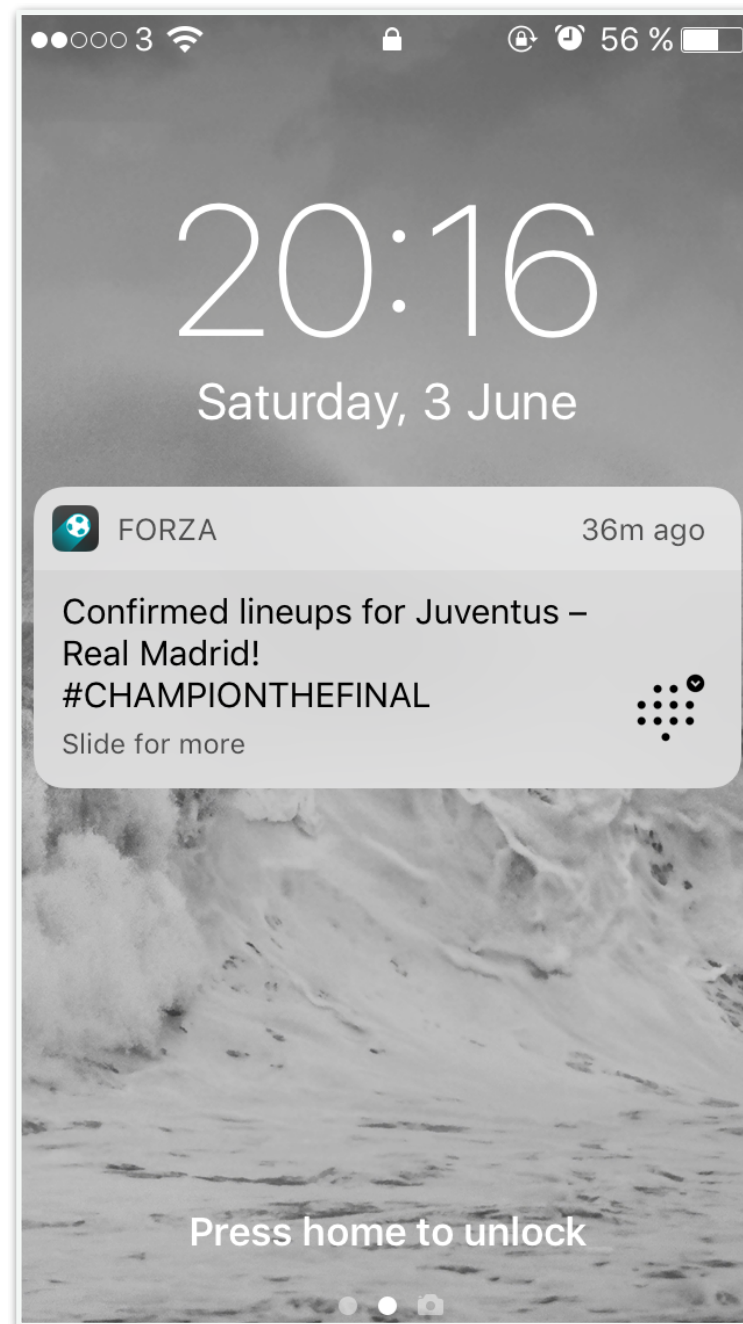 3 56 %
20:16
Saturday, 3 June
FORZA 36m ago
Confirmed lineups for Juventus –
Real Madrid!
#CHAMPIONTHEFINAL
Slide for more
Press home to unlock